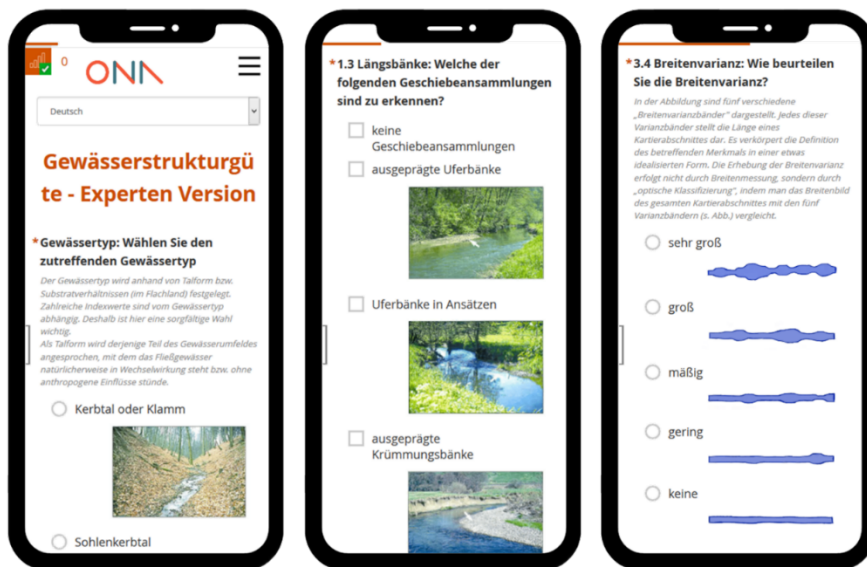 0
ONA
Deutsch
Gewässerstrukturgü
te - Experten Version
*Gewässertyp: Wählen Sie den
zutreffenden Gewässertyp
Der Gewässertyp wird anhand von Talform bzw.
Substratverhältnissen (im Flachland) festgelegt.
Zahlreiche Indexwerte sind vom Gewässertyp
abhängig. Deshalb ist hier eine sorgfältige Wahl
wichtig.
Als Talform wird derjenige Teil des Gewässerumfeldes
angesprochen, mit dem das Fließgewässer
natürlicherweise in Wechselwirkung steht bzw. ohne
anthropogene Einflüsse stünde.
Kerbtal oder Klamm
Sohlenkerbtal
*1.3 Längsbänke: Welche der
folgenden Geschiebeansammlungen
sind zu erkennen?
keine
Geschiebeansammlungen
ausgeprägte Uferbänke
Uferbänke in Ansätzen
ausgeprägte
Krümmungsbänke
*3.4 Breitenvarianz: Wie beurteilen
Sie die Breitenvarianz?
In der Abbildung sind fünf verschiedene
„Breitenvarianzbänder" dargestellt. Jedes dieser
Varianzbänder stellt die Länge eines
Kartierabschnittes dar. Es verkörpert die Definition
des betreffenden Merkmals in einer etwas
idealisierten Form. Die Erhebung der Breitenvarianz
erfolgt nicht durch Breitenmessung, sondern durch
„optische Klassifizierung", indem man das Breitenbild
des gesamten Kartierabschnittes mit den fünf
Varianzbändern (s. Abb.) vergleicht.
sehr groß
groß
mäßig
gering
keine